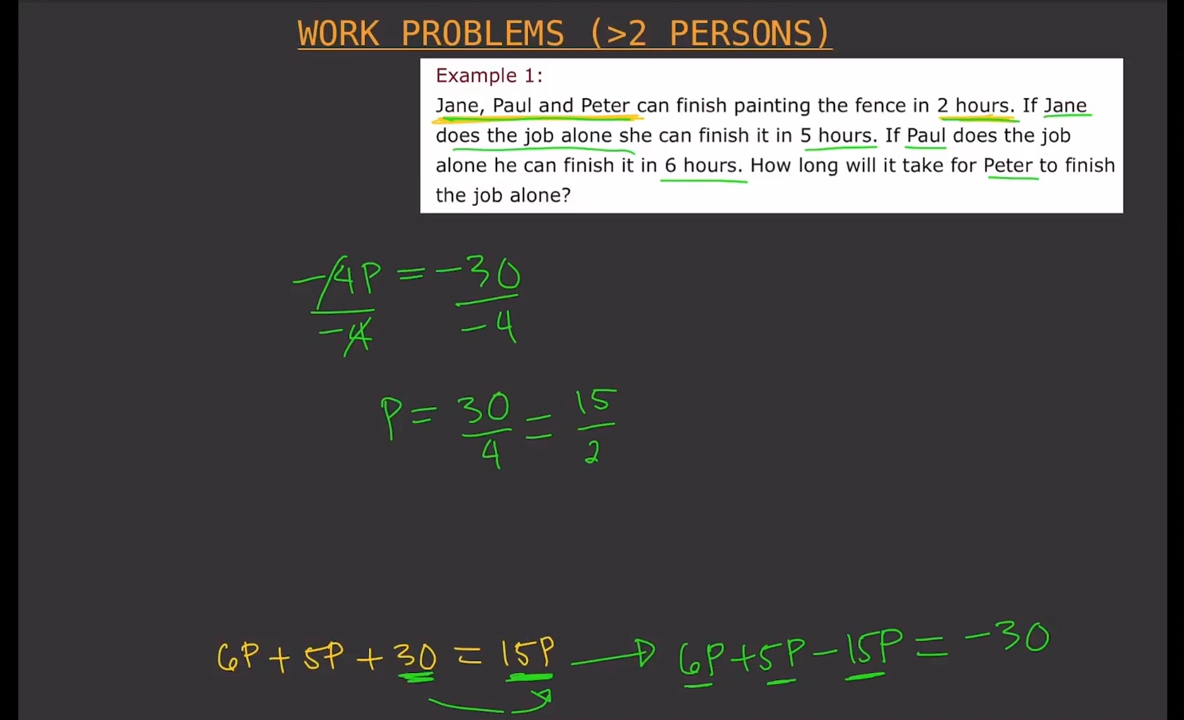 WORK PROBLEMS (>2 PERSONS)
Example 1:
Jane, Paul and Peter can finish painting the fence in 2 hours. If Jane
does the job alone she can finish it in 5 hours. If Paul does the job
alone he can finish it in 6 hours. How long will it take for Peter to finish
the job alone?
-4P/-4 = -30/-4
P = 30/4 = 15/2
6P + 5P + 30 = 15P → 6P + 5P - 15P = -30